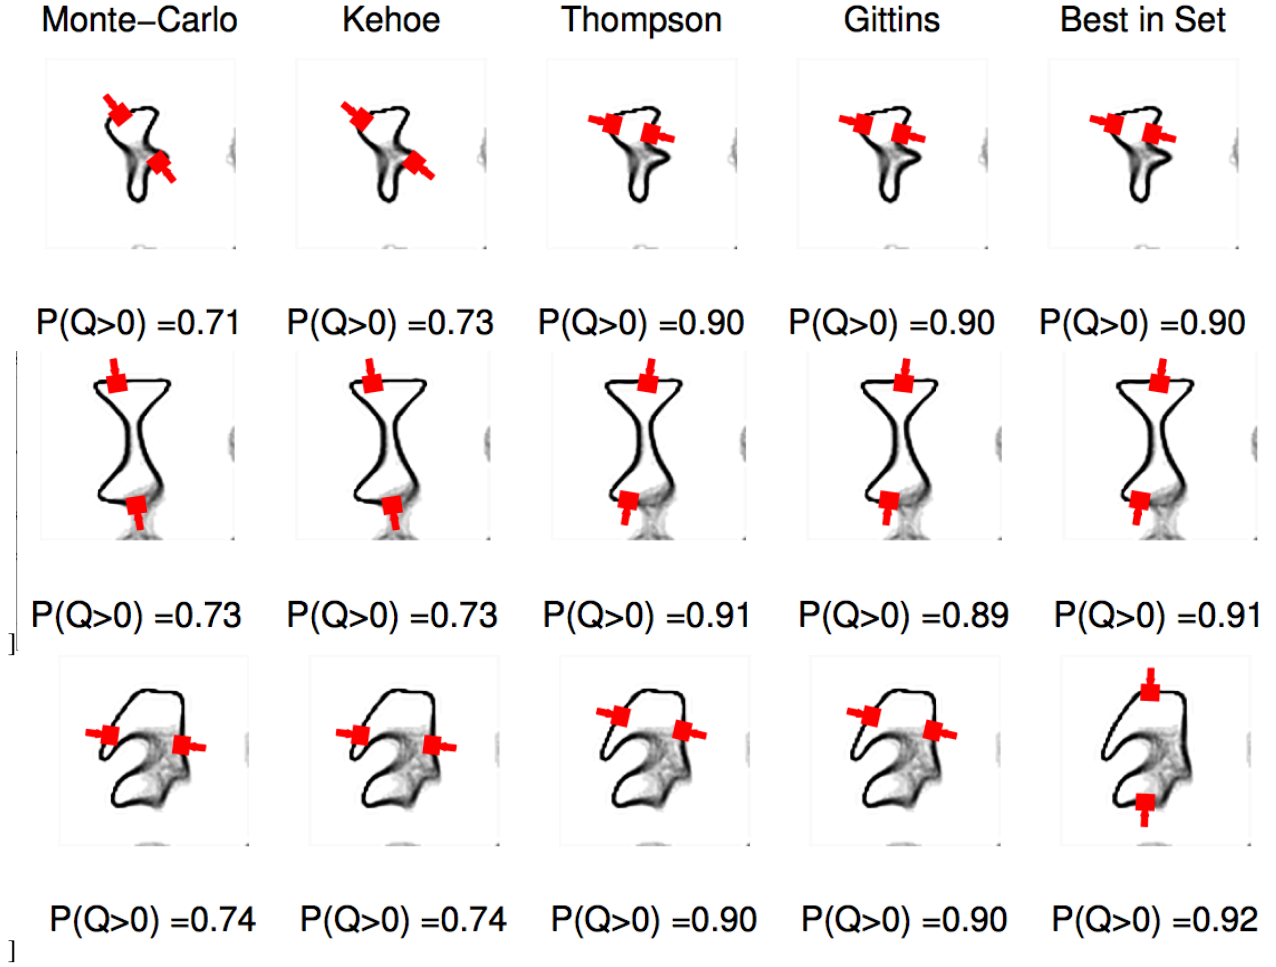 Monte-Carlo Kehoe Thompson Gittins Best in Set
P(Q>0) =0.71 P(Q>0) =0.73 P(Q>0) =0.90 P(Q>0) =0.90 P(Q>0) =0.90
P(Q>0) =0.73 P(Q>0) =0.73 P(Q>0) =0.91 P(Q>0) =0.89 P(Q>0) =0.91
]
P(Q>0) =0.74 P(Q>0) =0.74 P(Q>0) =0.90 P(Q>0) =0.90 P(Q>0) =0.92
]